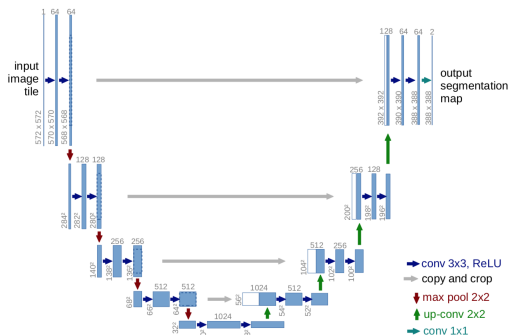 1 64 64
128 64 64 2
input
image
tile
output
segmentation
map
572 x 572
570 x 570
568 x 568
392 x 392
390 x 390
388 x 388
388 x 388
128 128
256 128
284²
282²
280²
200²
198²
196²
256 256
512 256
140²
138²
136²
104²
102²
100²
512 512
1024 512
68²
66²
64²
56²
54²
52²
1024
32²
conv 3x3, ReLU
copy and crop
max pool 2x2
up-conv 2x2
conv 1x1